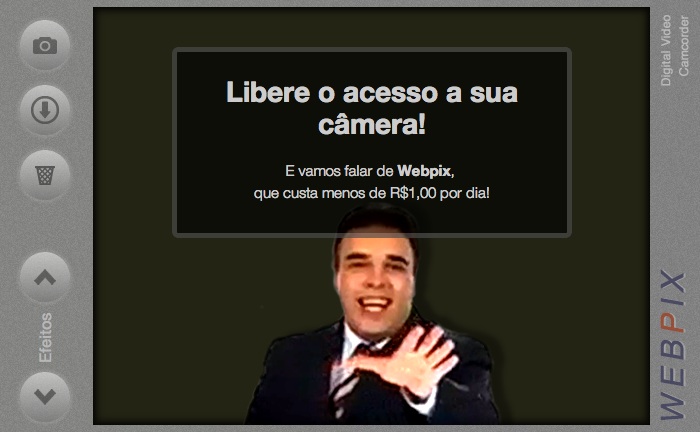 Libere o acesso a sua
câmera!
E vamos falar de Webpix,
que custa menos de R$1,00 por dia!
Efeitos
Digital Video
Camcorder
WEBPIX